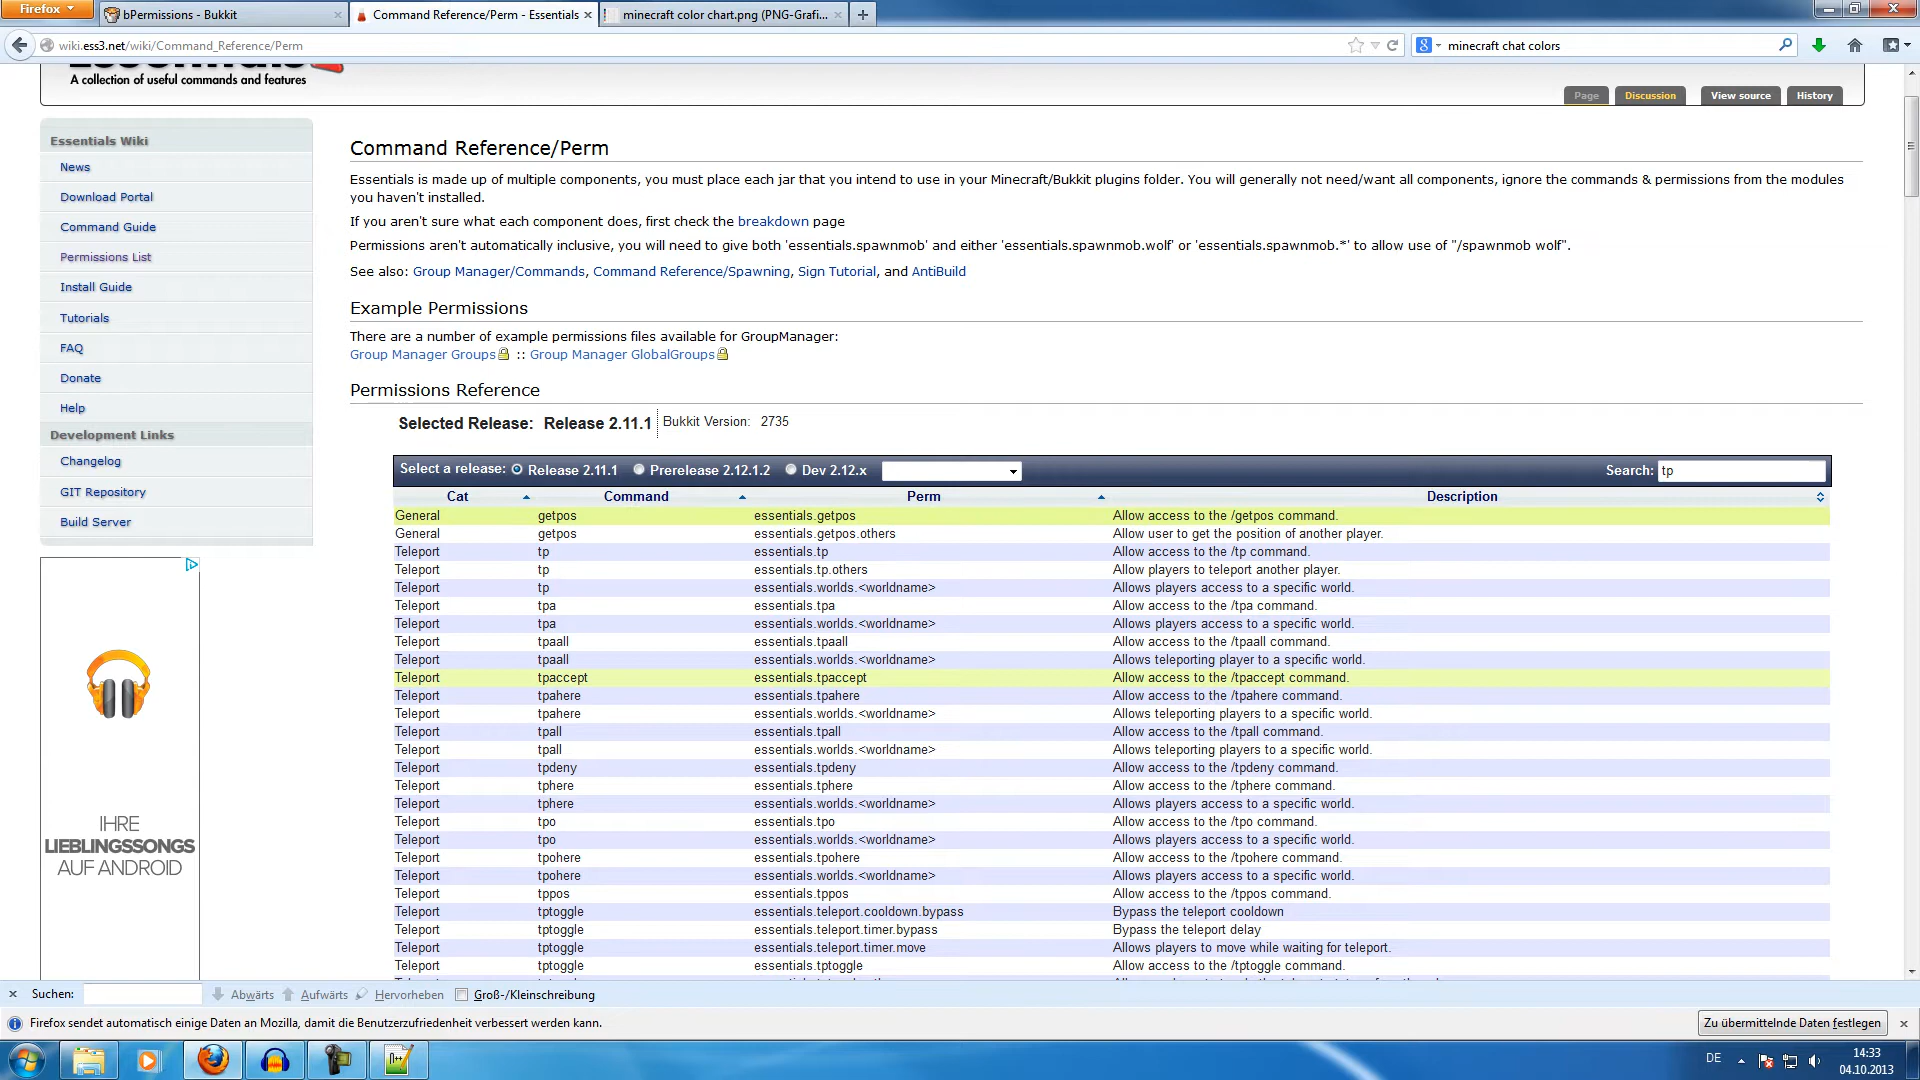 Firefox
bPermissions - Bukkit
Command Reference/Perm - Essentials
minecraft color chart.png (PNG-Grafi...
wiki.ess3.net/wiki/Command_Reference/Perm
minecraft chat colors
A collection of useful commands and features
Page
Discussion
View source
History
Essentials Wiki
News
Download Portal
Command Guide
Permissions List
Install Guide
Tutorials
FAQ
Donate
Help
Development Links
Changelog
GIT Repository
Build Server
IHRE
LIEBLINGSSONGS
AUF ANDROID
Command Reference/Perm
Essentials is made up of multiple components, you must place each jar that you intend to use in your Minecraft/Bukkit plugins folder. You will generally not need/want all components, ignore the commands & permissions from the modules
you haven't installed.
If you aren't sure what each component does, first check the breakdown page
Permissions aren't automatically inclusive, you will need to give both 'essentials.spawnmob' and either 'essentials.spawnmob.wolf' or 'essentials.spawnmob.*' to allow use of "/spawnmob wolf".
See also: Group Manager/Commands, Command Reference/Spawning, Sign Tutorial, and AntiBuild
Example Permissions
There are a number of example permissions files available for GroupManager:
Group Manager Groups :: Group Manager GlobalGroups
Permissions Reference
Selected Release: Release 2.11.1 Bukkit Version: 2735
Select a release: Release 2.11.1 Prerelease 2.12.1.2 Dev 2.12.x Search: tp
Cat Command Perm Description
General getpos essentials.getpos Allow access to the /getpos command.
General getpos essentials.getpos.others Allow user to get the position of another player.
Teleport tp essentials.tp Allow access to the /tp command.
Teleport tp essentials.tp.others Allow players to teleport another player.
Teleport tp essentials.worlds.<worldname> Allows players access to a specific world.
Teleport tpa essentials.tpa Allow access to the /tpa command.
Teleport tpa essentials.worlds.<worldname> Allows players access to a specific world.
Teleport tpaall essentials.tpaall Allow access to the /tpaall command.
Teleport tpaall essentials.worlds.<worldname> Allows teleporting player to a specific world.
Teleport tpaccept essentials.tpaccept Allow access to the /tpaccept command.
Teleport tpahere essentials.tpahere Allow access to the /tpahere command.
Teleport tpahere essentials.worlds.<worldname> Allows teleporting players to a specific world.
Teleport tpall essentials.tpall Allow access to the /tpall command.
Teleport tpall essentials.worlds.<worldname> Allows teleporting players to a specific world.
Teleport tpdeny essentials.tpdeny Allow access to the /tpdeny command.
Teleport tphere essentials.tphere Allow access to the /tphere command.
Teleport tphere essentials.worlds.<worldname> Allows players access to a specific world.
Teleport tpo essentials.tpo Allow access to the /tpo command.
Teleport tpo essentials.worlds.<worldname> Allows players access to a specific world.
Teleport tpohere essentials.tpohere Allow access to the /tpohere command.
Teleport tpohere essentials.worlds.<worldname> Allows players access to a specific world.
Teleport tppos essentials.tppos Allow access to the /tppos command.
Teleport tptoggle essentials.teleport.cooldown.bypass Bypass the teleport cooldown
Teleport tptoggle essentials.teleport.timer.bypass Bypass the teleport delay
Teleport tptoggle essentials.teleport.timer.move Allows players to move while waiting for teleport.
Teleport tptoggle essentials.tptoggle Allow access to the /tptoggle command.
Suchen: Abwärts Aufwärts Hervorheben Groß-/Kleinschreibung
Firefox sendet automatisch einige Daten an Mozilla, damit die Benutzerzufriedenheit verbessert werden kann.
Zu übermittelnde Daten festlegen
DE
14:33
04.10.2013